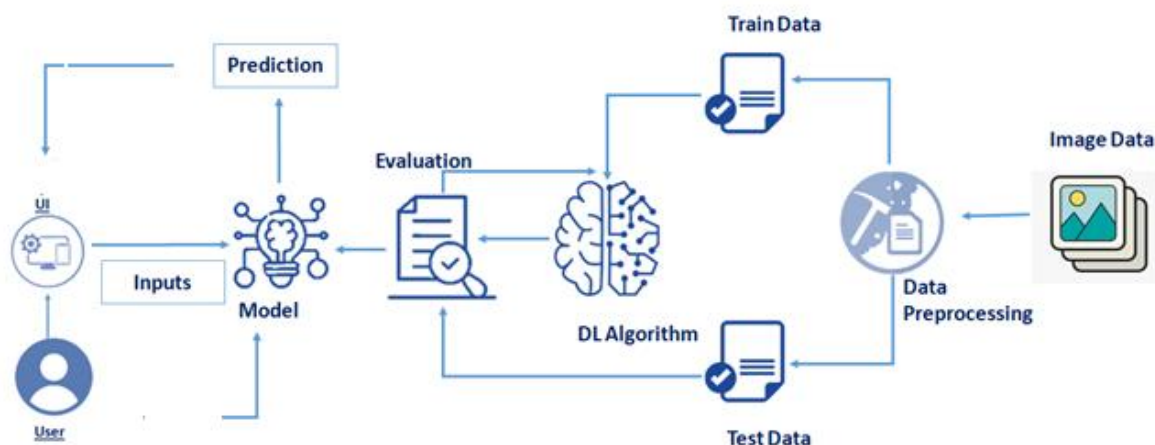 Train Data
Prediction
Image Data
Evaluation
UI
Inputs
Model
Data
Preprocessing
DL Algorithm
User
Test Data